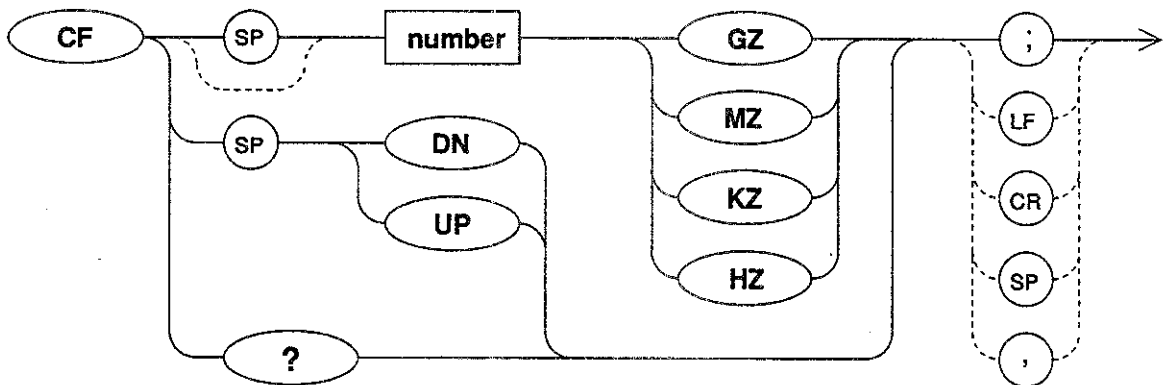 CF SP number GZ ;
MZ LF
SP DN
KZ CR
UP
HZ SP
? ,